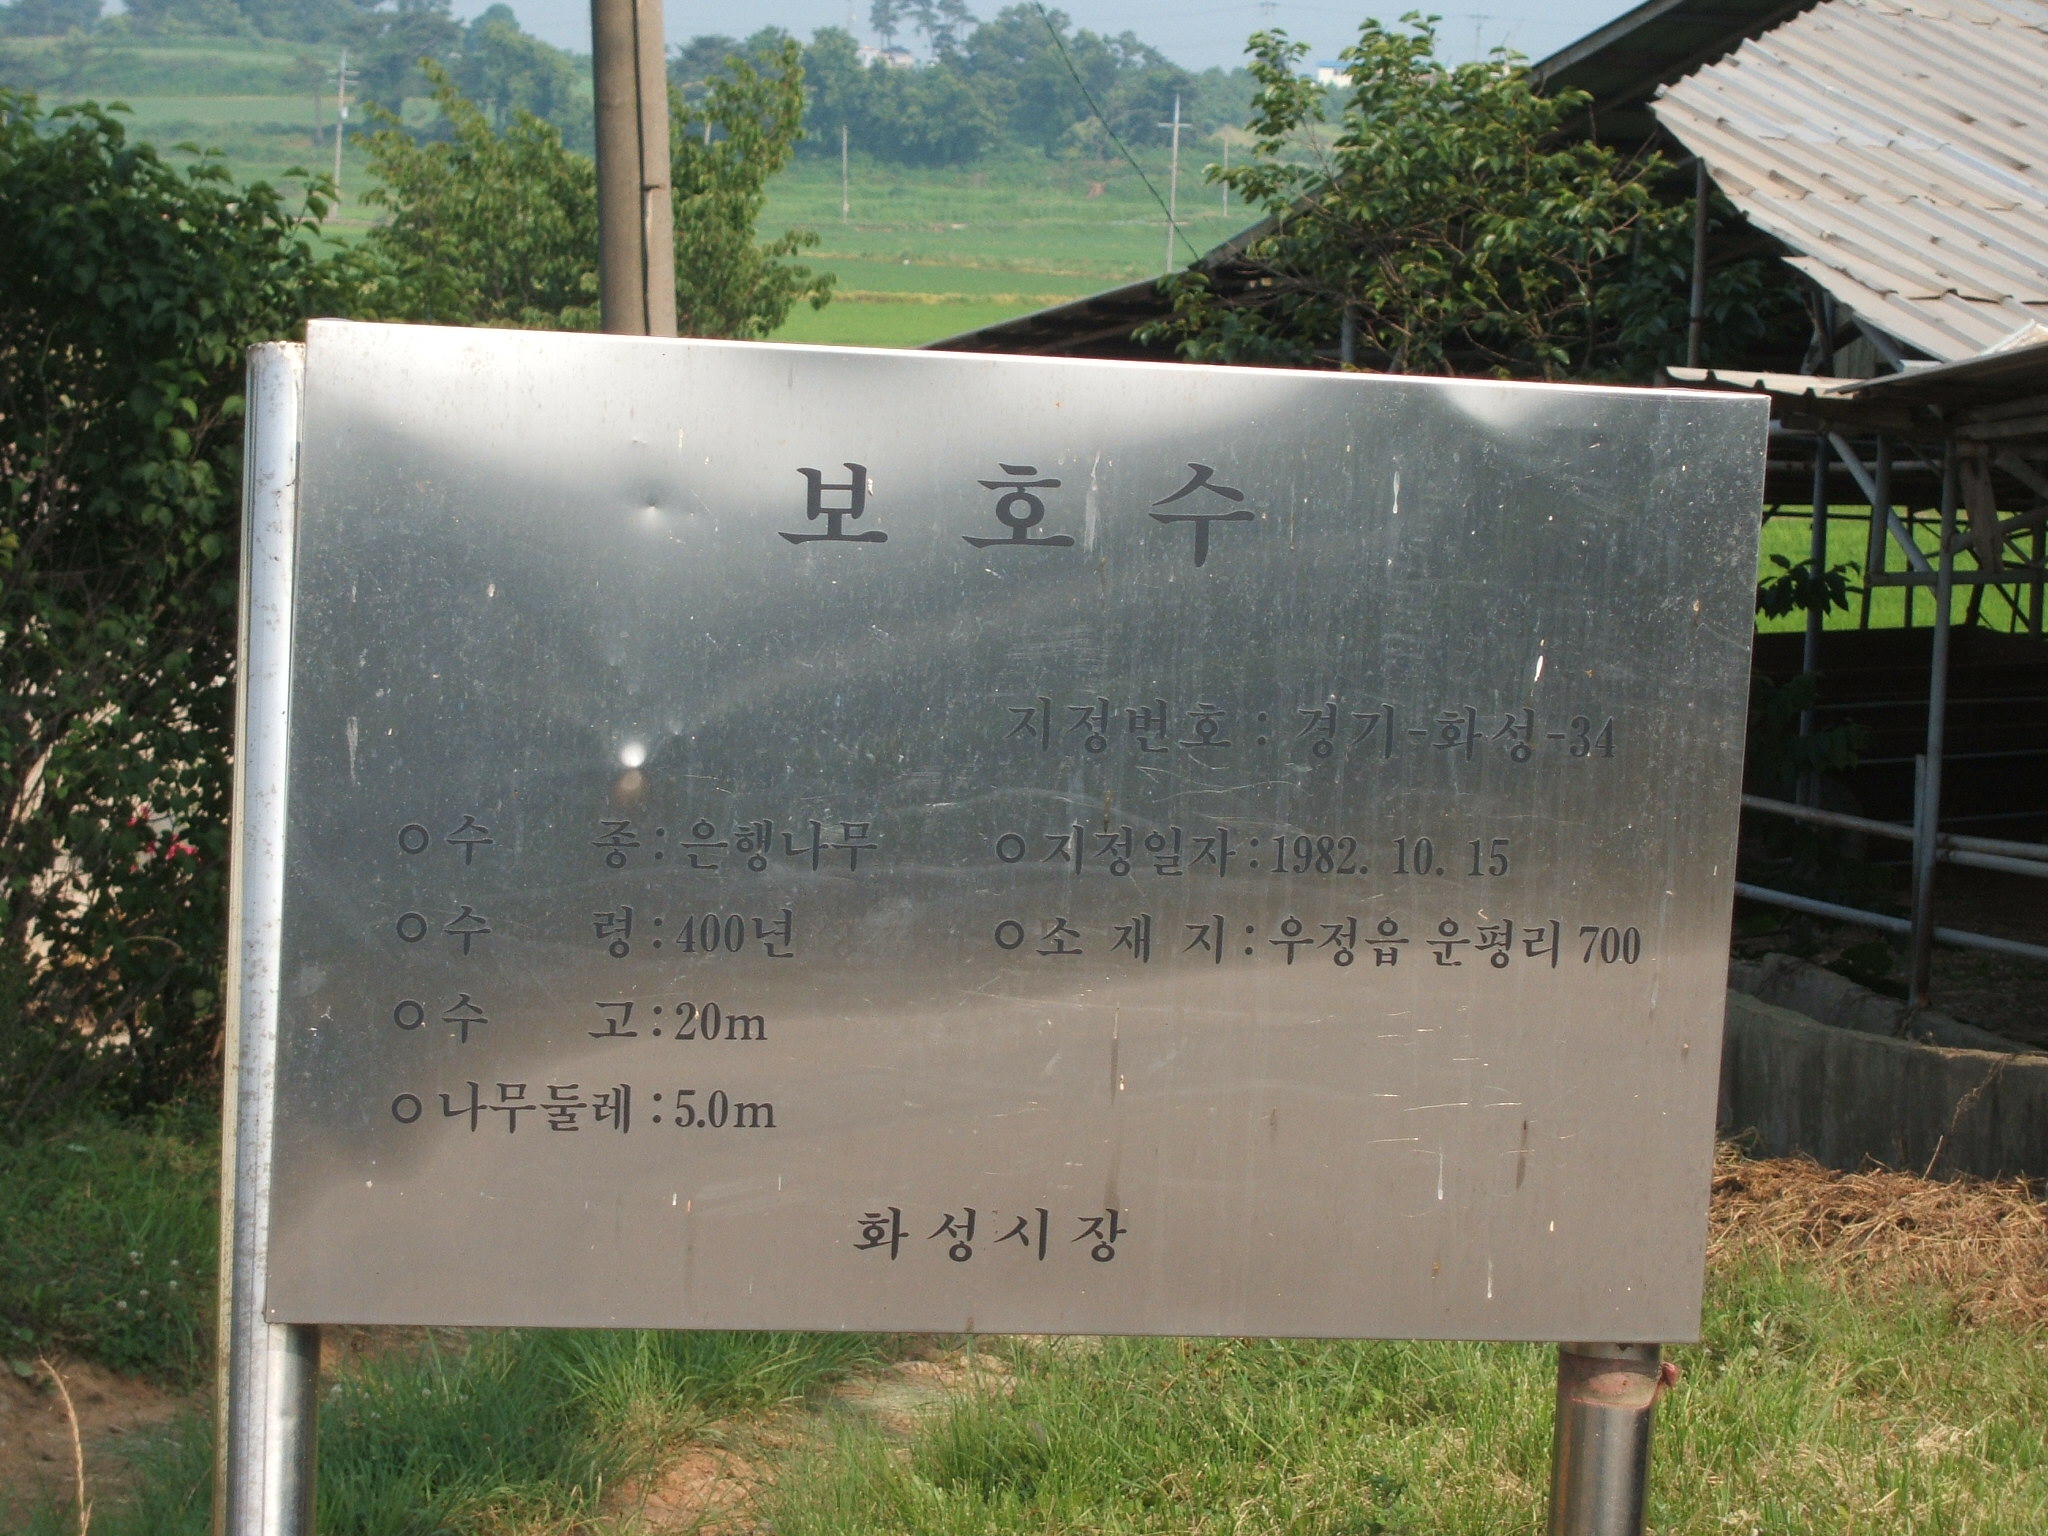 보 호 수
지정번호 : 경기-화성-34
○ 수 종 : 은행나무 ○ 지정일자 : 1982. 10. 15
○ 수 령 : 400년 ○ 소 재 지 : 우정읍 운평리 700
○ 수 고 : 20m
○ 나무둘레 : 5.0m
화 성 시 장